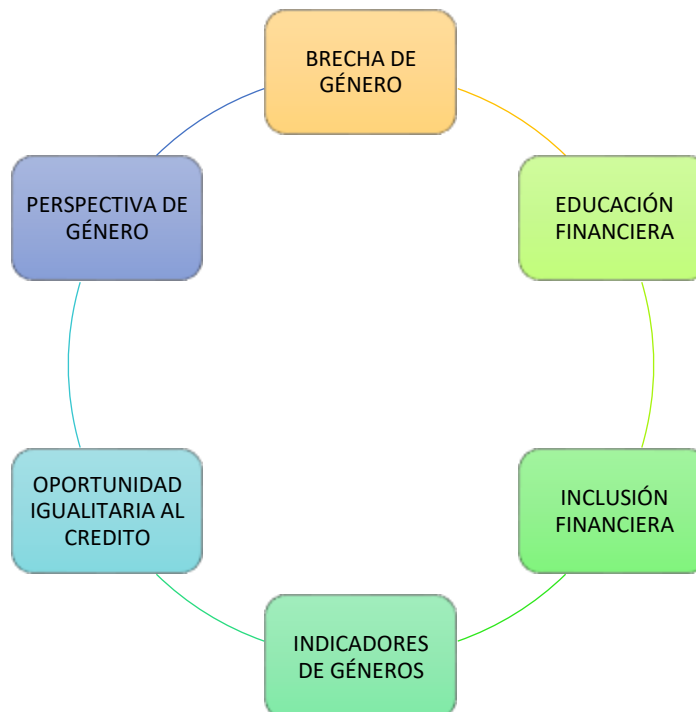 BRECHA DE
GÉNERO
EDUCACIÓN
FINANCIERA
INCLUSIÓN
FINANCIERA
INDICADORES
DE GÉNEROS
OPORTUNIDAD
IGUALITARIA AL
CREDITO
PERSPECTIVA DE
GÉNERO